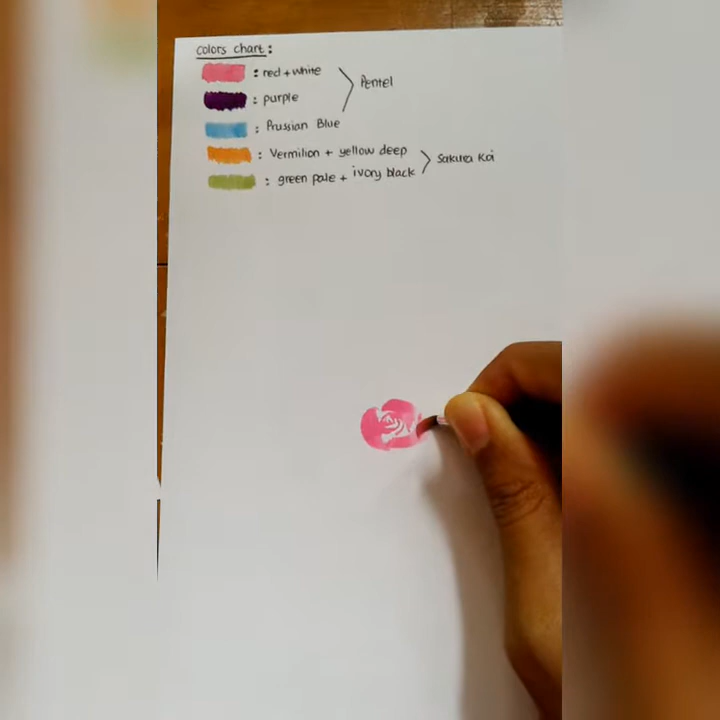 colors chart:
: red + white
: purple
Pentel
: Prussian Blue
: Vermilion + yellow deep
: green pale + ivory black
Sakura Koi